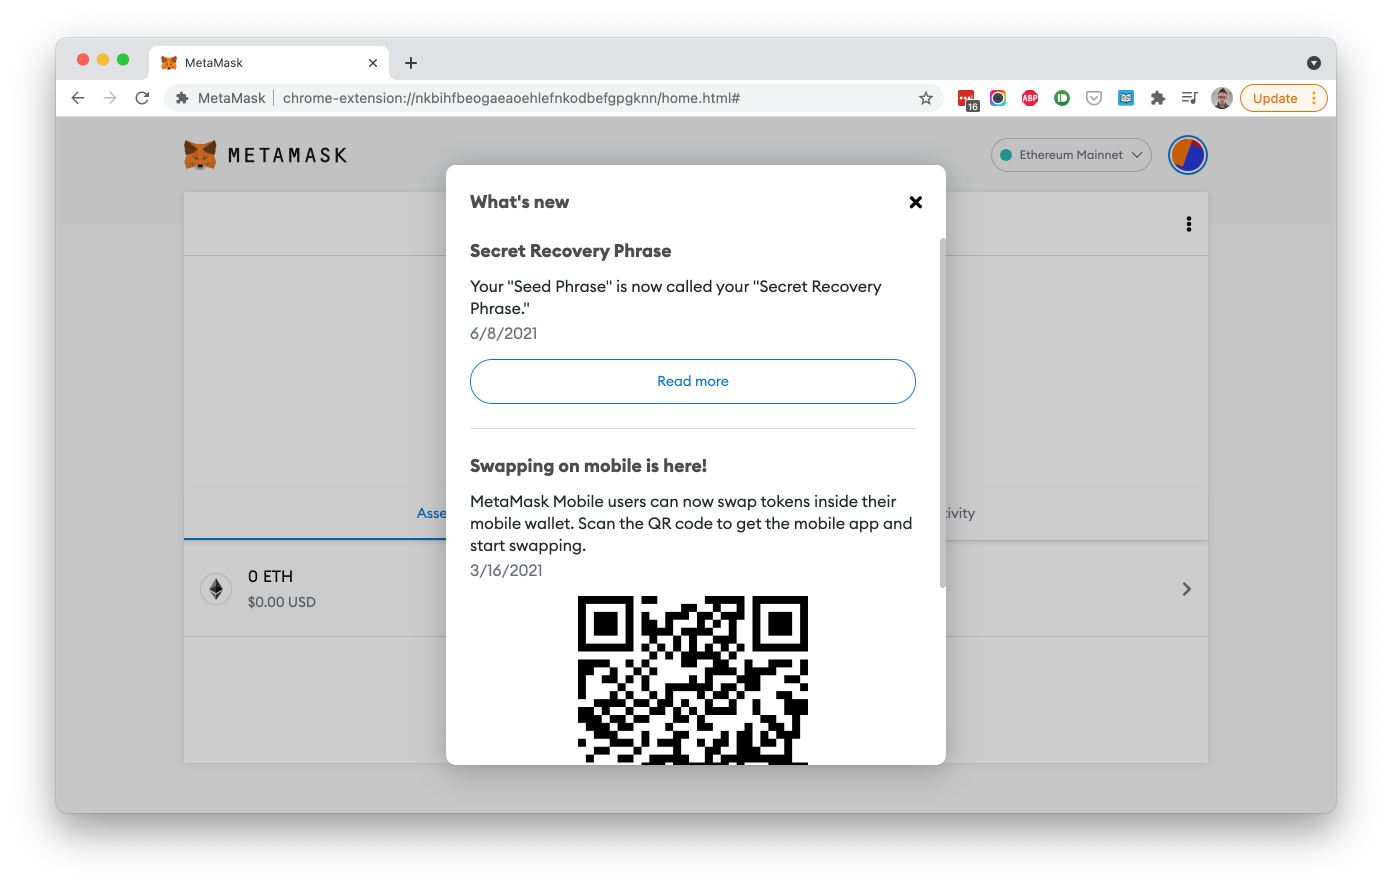 MetaMask
MetaMask
chrome-extension://nkbihfbeogaeaoehlefnkodbefgpgknn/home.html#
16
ABP
Update
METAMASK
Ethereum Mainnet
What's new
Secret Recovery Phrase
Your "Seed Phrase" is now called your "Secret Recovery
Phrase."
6/8/2021
Read more
Swapping on mobile is here!
MetaMask Mobile users can now swap tokens inside their
mobile wallet. Scan the QR code to get the mobile app and
start swapping.
3/16/2021
Asse
ivity
0 ETH
$0.00 USD